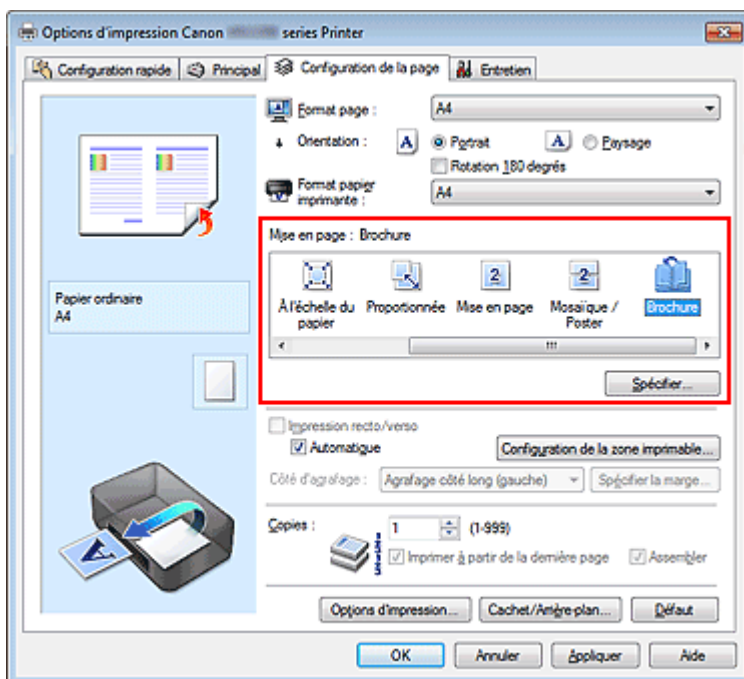 Options d'impression Canon series Printer
Configuration rapide Principal Configuration de la page Entretien
Format page : A4
Orientation : A Portrait A Paysage
Rotation 180 degrés
Format papier imprimante : A4
Mise en page : Brochure
À l'échelle du papier Proportionnée Mise en page Mosaïque / Poster Brochure
Spécifier...
Papier ordinaire
A4
Impression recto/verso
Automatique Configuration de la zone imprimable...
Côté d'agrafage : Agrafage côté long (gauche) Spécifier la marge...
Copies : 1 (1-999)
Imprimer à partir de la dernière page Assembler
Options d'impression... Cachet/Arrière-plan... Défaut
OK Annuler Appliquer Aide